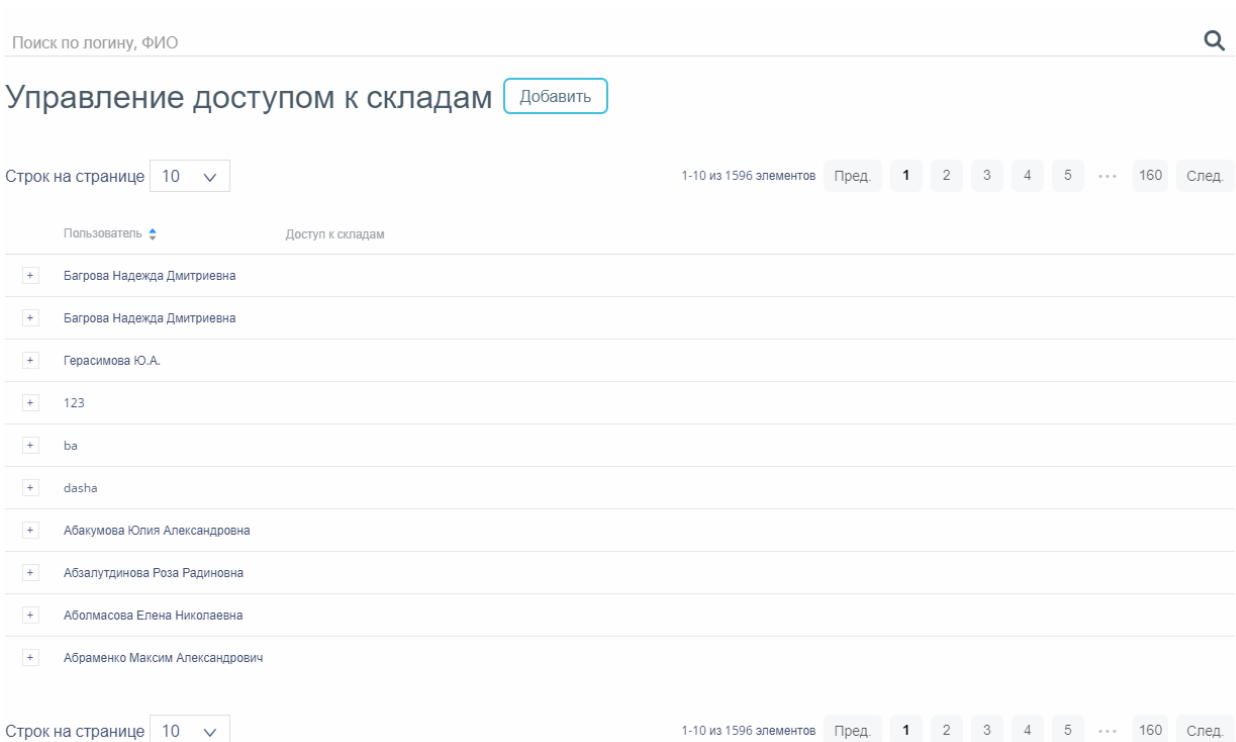 Поиск по логину, ФИО
Управление доступом к складам Добавить
Строк на странице 10 1-10 из 1596 элементов Пред. 1 2 3 4 5 ••• 160 След.
Пользователь Доступ к складам
+ Багрова Надежда Дмитриевна
+ Багрова Надежда Дмитриевна
+ Герасимова Ю.А.
+ 123
+ ba
+ dasha
+ Абакумова Юлия Александровна
+ Абзалутдинова Роза Радиновна
+ Аболмасова Елена Николаевна
+ Абраменко Максим Александрович
Строк на странице 10 1-10 из 1596 элементов Пред. 1 2 3 4 5 ••• 160 След.